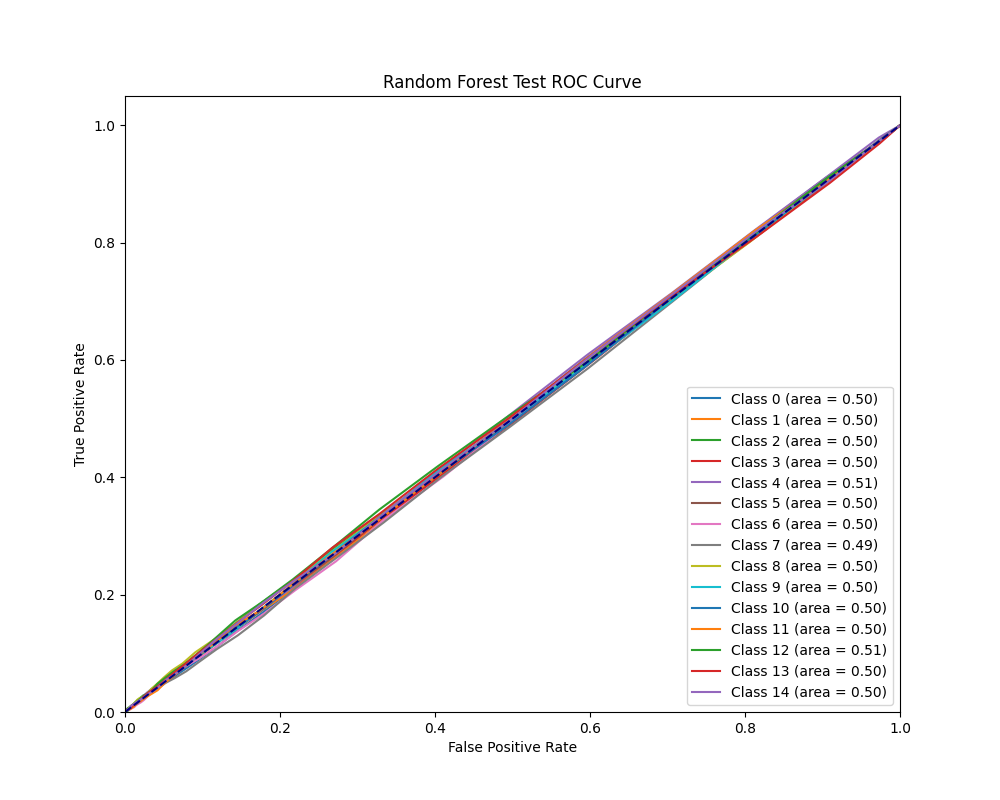 Random Forest Test ROC Curve
True Positive Rate
1.0
0.8
0.6
0.4
0.2
0.0
Class 0 (area = 0.50)
Class 1 (area = 0.50)
Class 2 (area = 0.50)
Class 3 (area = 0.50)
Class 4 (area = 0.51)
Class 5 (area = 0.50)
Class 6 (area = 0.50)
Class 7 (area = 0.49)
Class 8 (area = 0.50)
Class 9 (area = 0.50)
Class 10 (area = 0.50)
Class 11 (area = 0.50)
Class 12 (area = 0.51)
Class 13 (area = 0.50)
Class 14 (area = 0.50)
0.0 0.2 0.4 0.6 0.8 1.0
False Positive Rate